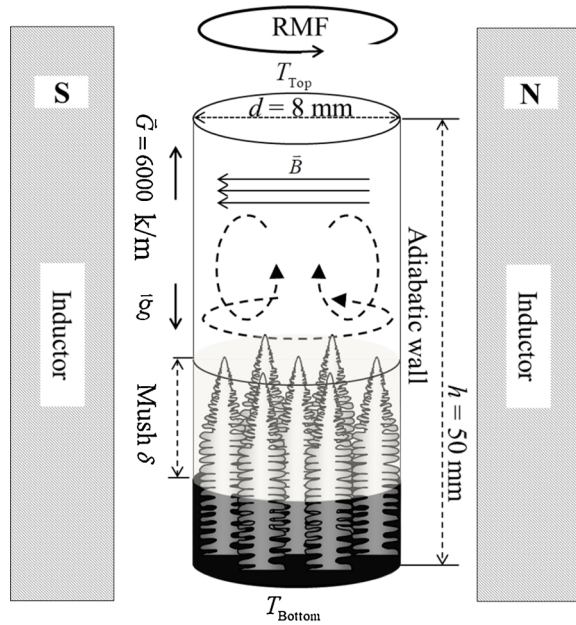 RMF
T_Top
S
N
d = 8 mm
G⃗ = 6000 k/m
B⃗
g⃗
Adiabatic wall
Inductor
Inductor
Mush δ
h = 50 mm
T_Bottom